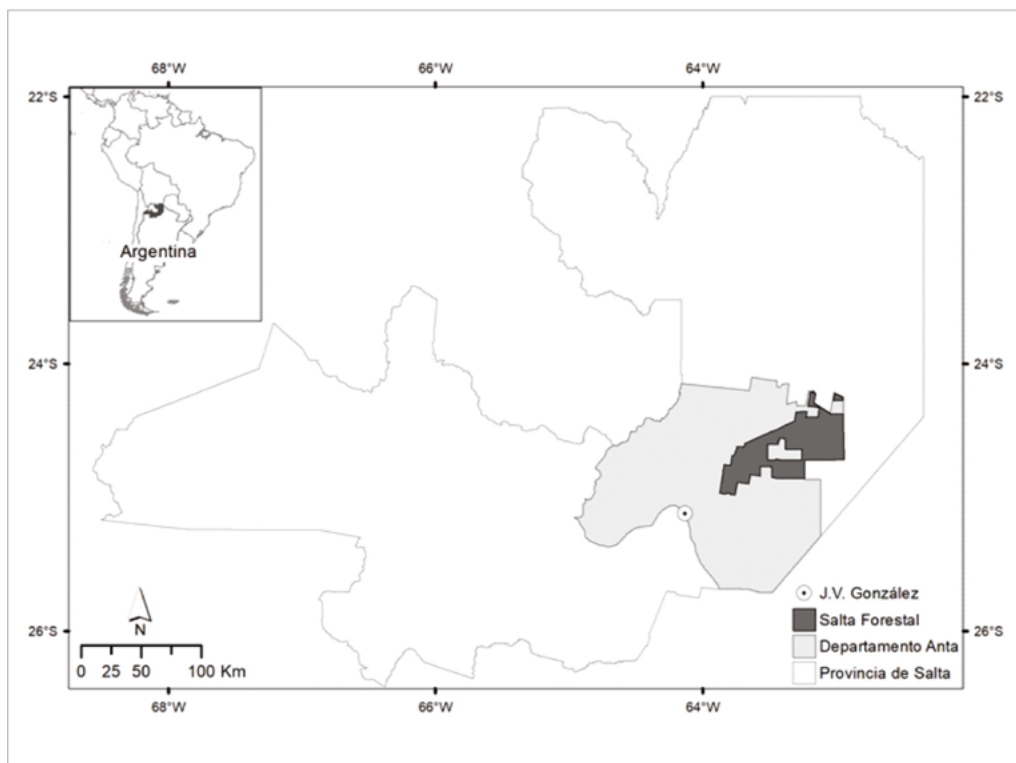 68°W 66°W 64°W
22°S 22°S
Argentina
24°S 24°S
J.V. González
Salta Forestal
N
26°S Departamento Anta 26°S
0 25 50 100 Km
Provincia de Salta
68°W 66°W 64°W